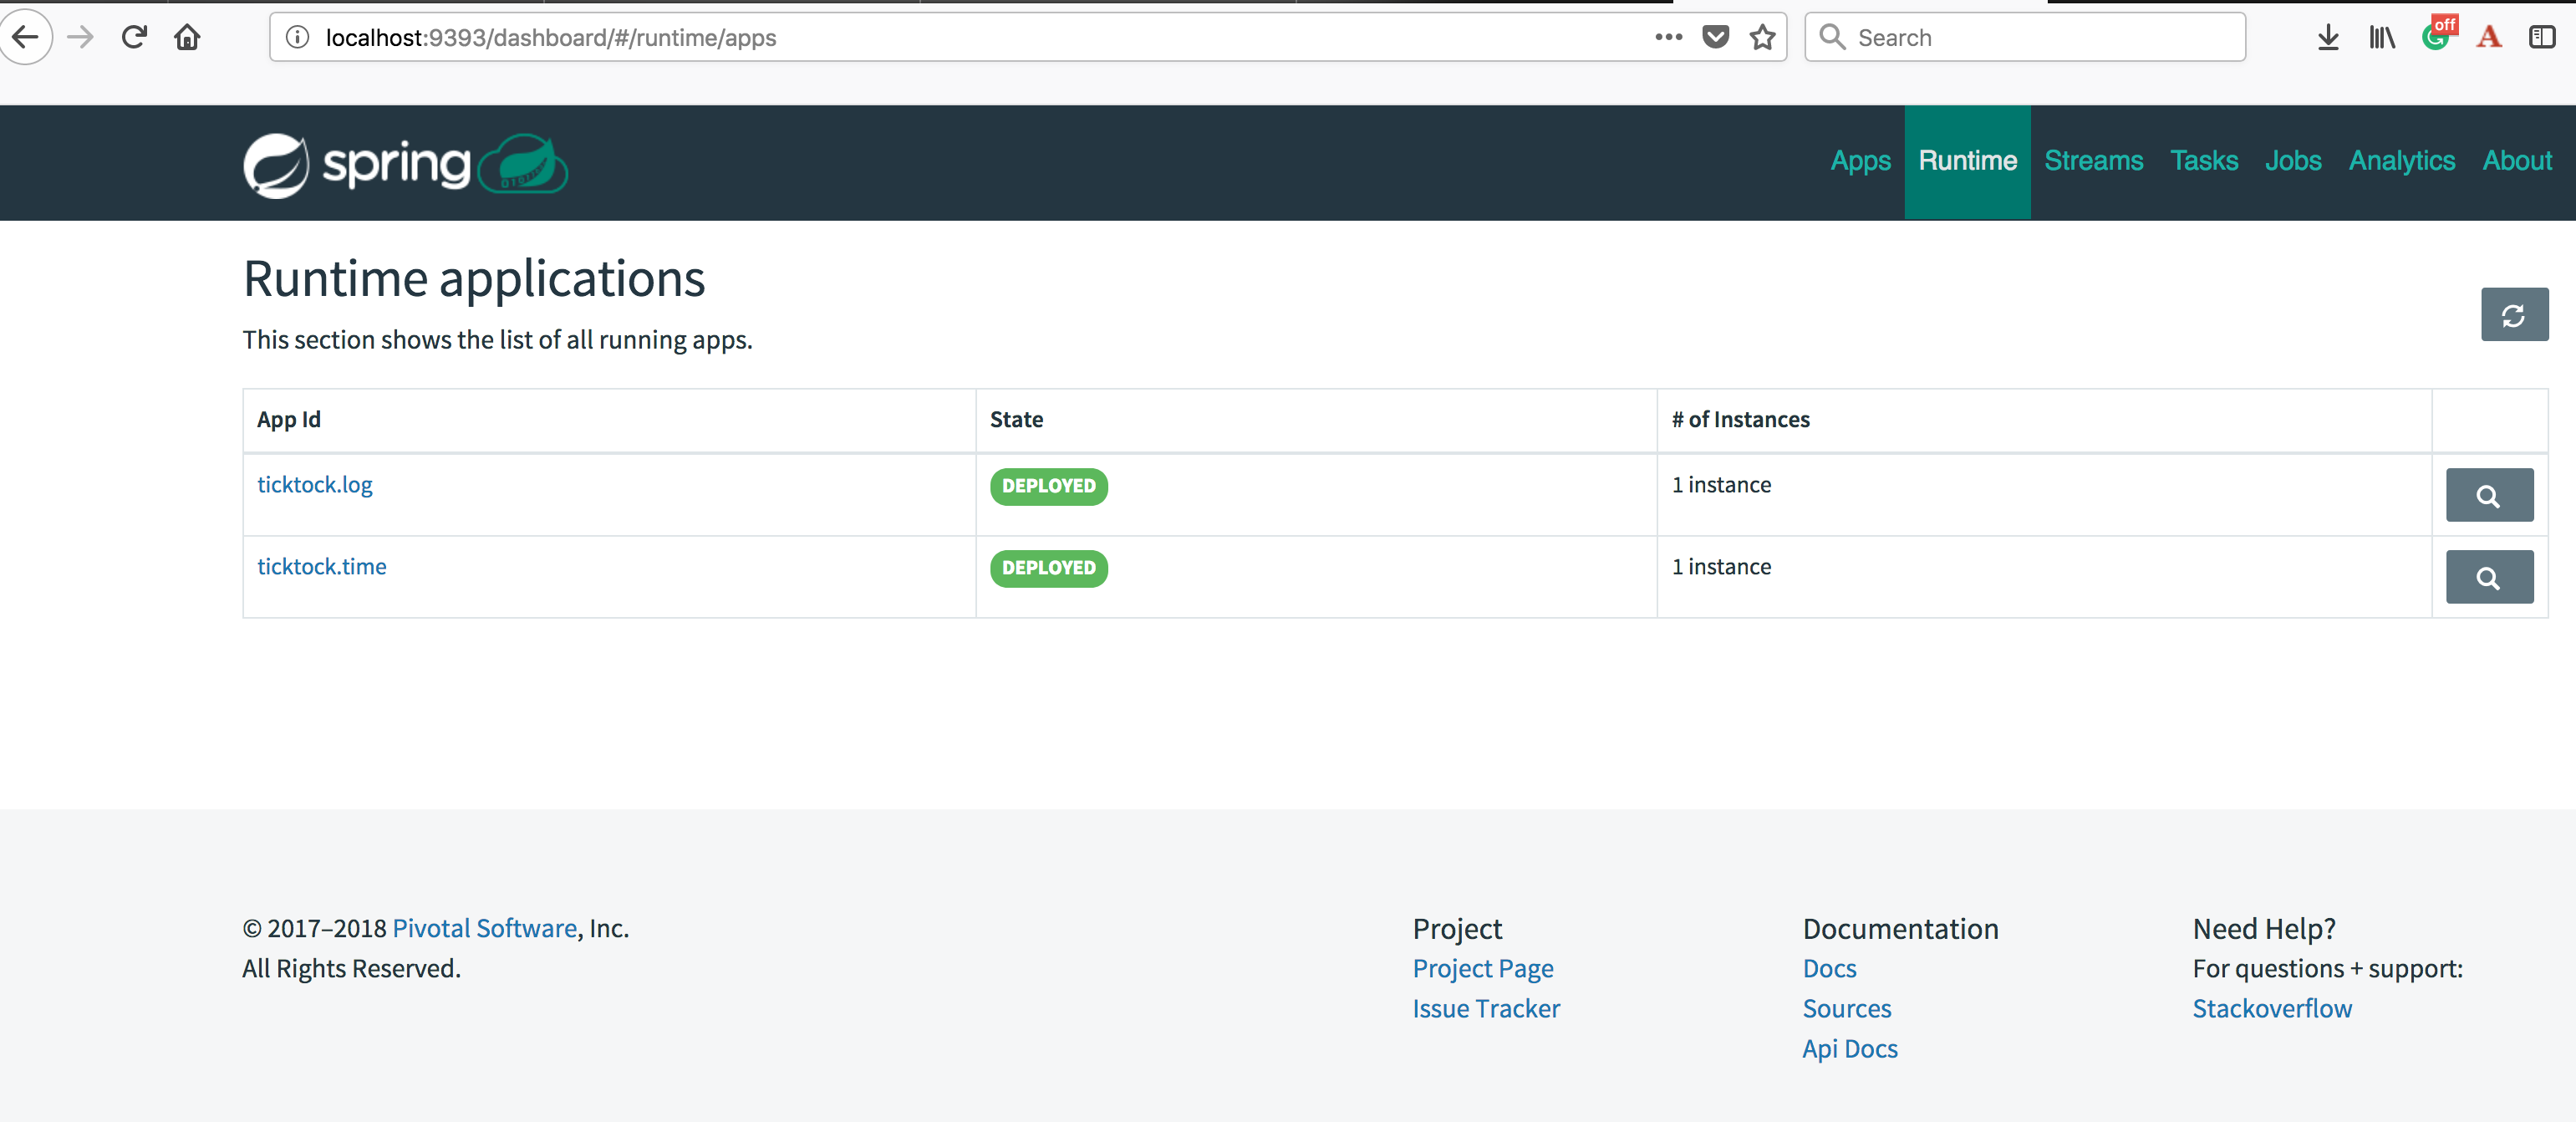 localhost:9393/dashboard/#/runtime/apps
Search
off
A
spring
Apps Runtime Streams Tasks Jobs Analytics About
Runtime applications
This section shows the list of all running apps.
App Id State # of Instances
ticktock.log DEPLOYED 1 instance
ticktock.time DEPLOYED 1 instance
© 2017–2018 Pivotal Software, Inc.
All Rights Reserved.
Project
Project Page
Issue Tracker
Documentation
Docs
Sources
Api Docs
Need Help?
For questions + support:
Stackoverflow